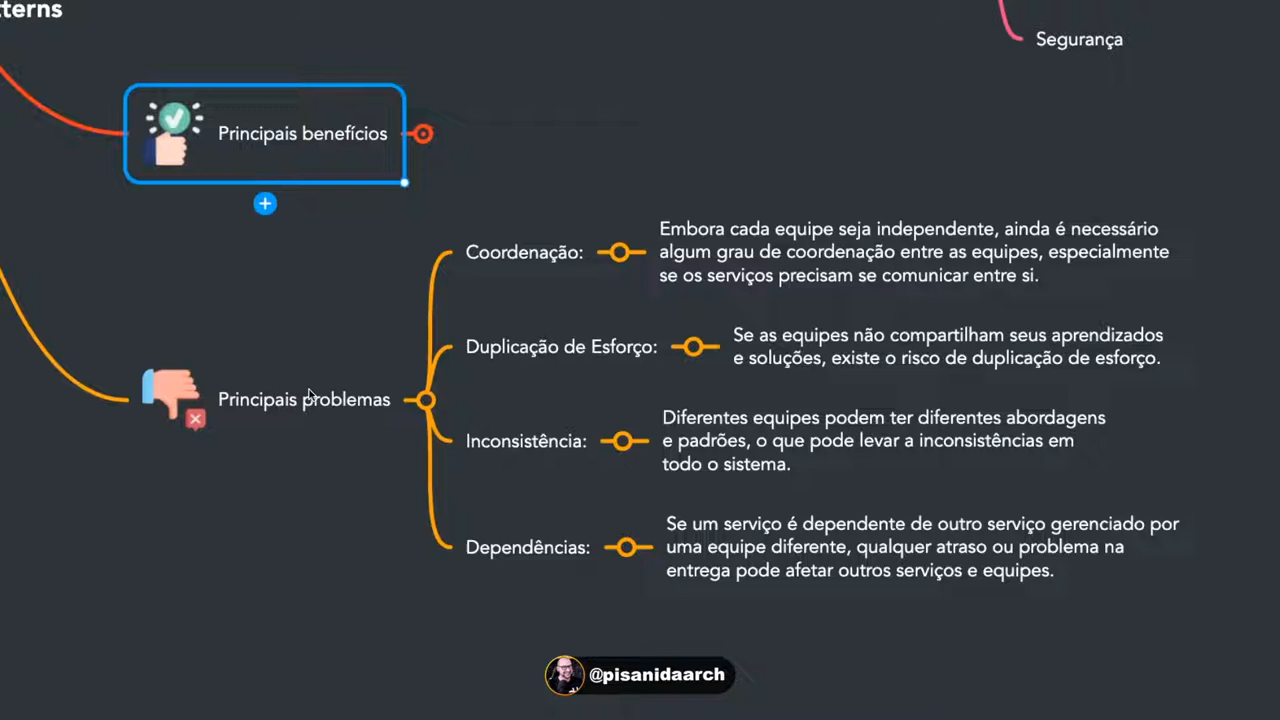 Segurança
Principais benefícios
Coordenação:
Embora cada equipe seja independente, ainda é necessário
algum grau de coordenação entre as equipes, especialmente
se os serviços precisam se comunicar entre si.
Duplicação de Esforço:
Se as equipes não compartilham seus aprendizados
e soluções, existe o risco de duplicação de esforço.
Principais problemas
Inconsistência:
Diferentes equipes podem ter diferentes abordagens
e padrões, o que pode levar a inconsistências em
todo o sistema.
Dependências:
Se um serviço é dependente de outro serviço gerenciado por
uma equipe diferente, qualquer atraso ou problema na
entrega pode afetar outros serviços e equipes.
@pisanidaarch